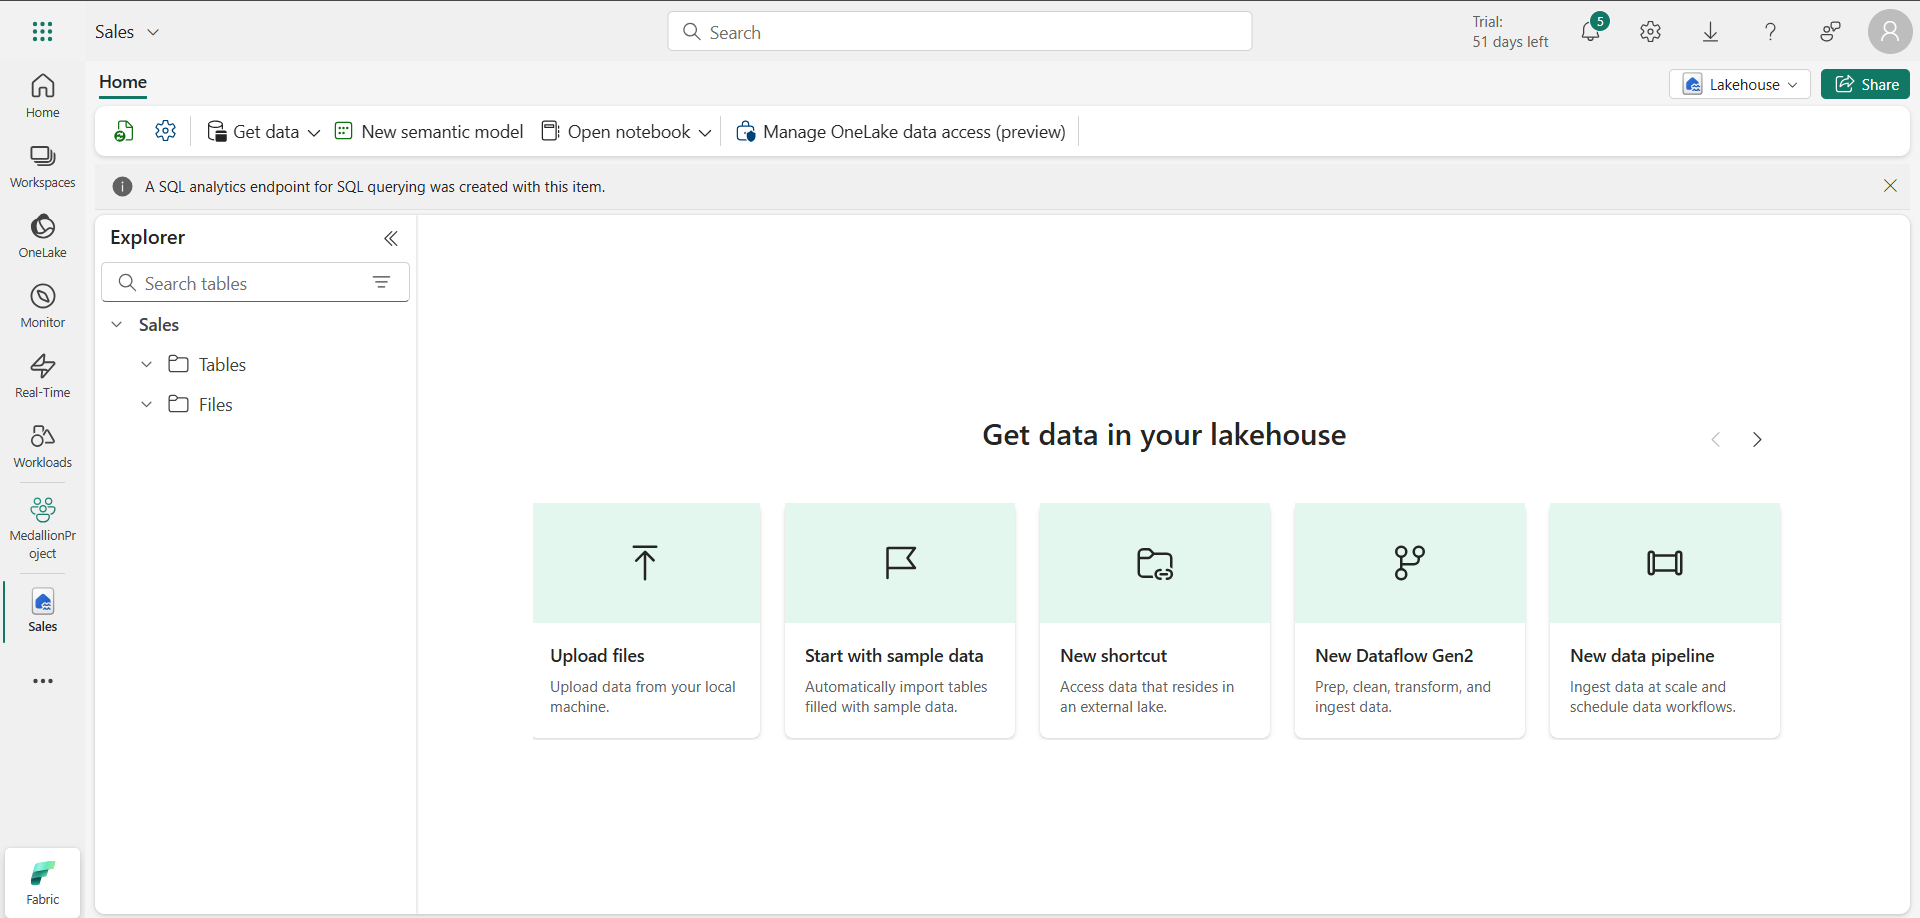 Sales
Search
Trial:
51 days left
5
Home
Workspaces
OneLake
Monitor
Real-Time
Workloads
MedallionPr
oject
Sales
Fabric
Home
Lakehouse
Share
Get data
New semantic model
Open notebook
Manage OneLake data access (preview)
A SQL analytics endpoint for SQL querying was created with this item.
Explorer
Search tables
Sales
Tables
Files
Get data in your lakehouse
Upload files
Upload data from your local
machine.
Start with sample data
Automatically import tables
filled with sample data.
New shortcut
Access data that resides in
an external lake.
New Dataflow Gen2
Prep, clean, transform, and
ingest data.
New data pipeline
Ingest data at scale and
schedule data workflows.